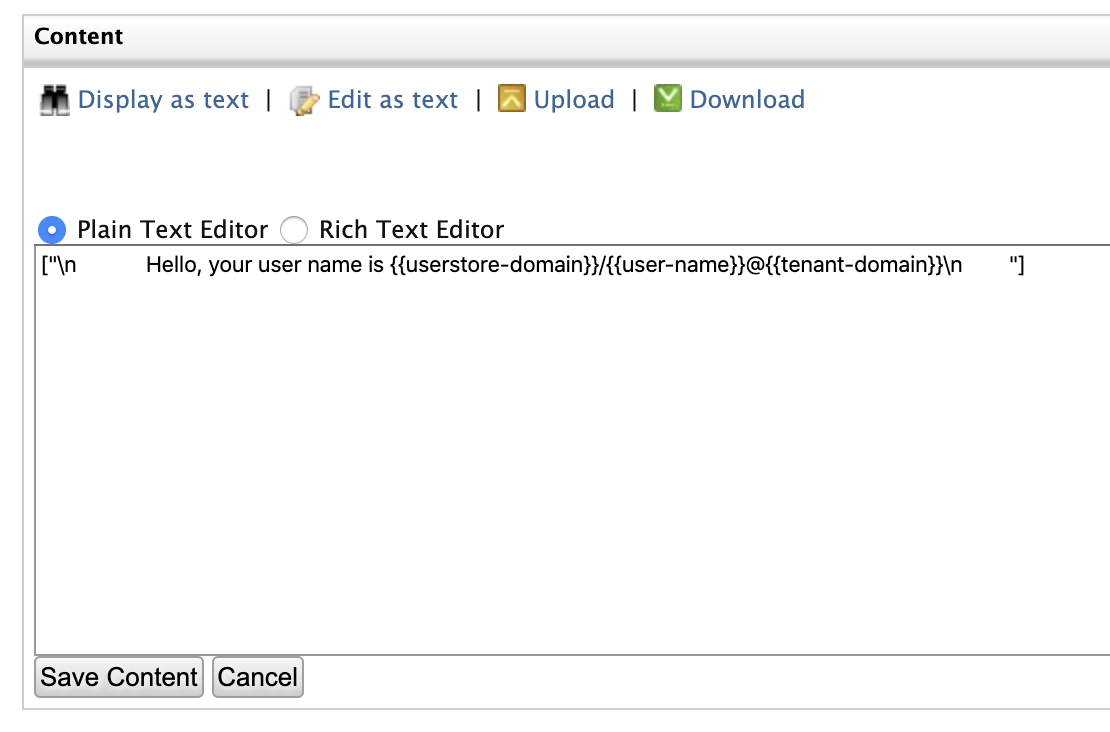 Content
Display as text | Edit as text | Upload | Download
Plain Text Editor Rich Text Editor
["\n Hello, your user name is {{userstore-domain}}/{{user-name}}@{{tenant-domain}}\n "]
Save Content Cancel